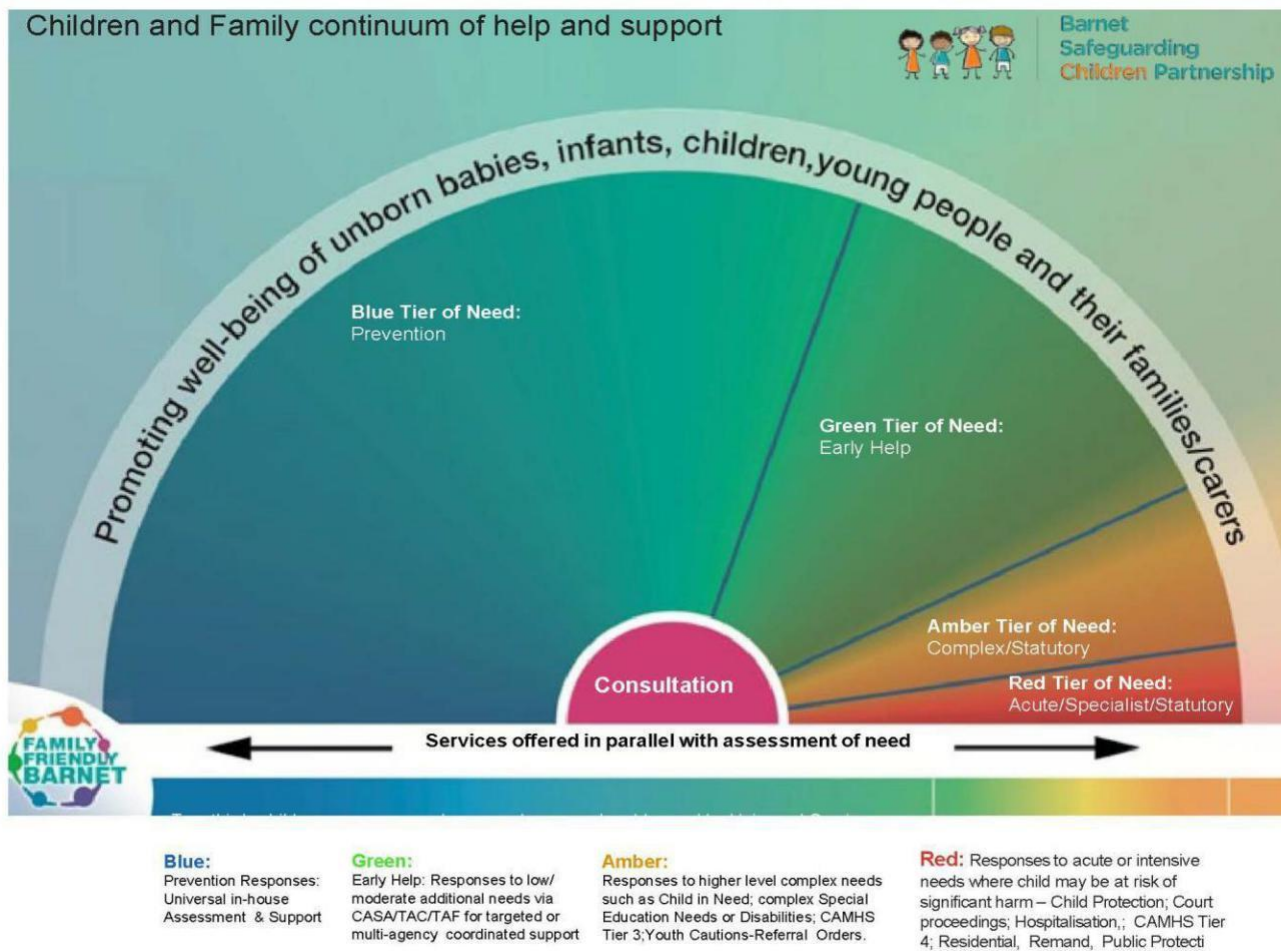 Children and Family continuum of help and support
Barnet
Safeguarding
Children Partnership
Promoting well-being of unborn babies, infants, children,young people and their families/carers
Blue Tier of Need:
Prevention
Green Tier of Need:
Early Help
Amber Tier of Need:
Complex/Statutory
Red Tier of Need:
Acute/Specialist/Statutory
Consultation
Services offered in parallel with assessment of need
FAMILY
FRIENDLY
BARNET
Blue:
Prevention Responses:
Universal in-house
Assessment & Support
Green:
Early Help: Responses to low/
moderate additional needs via
CASA/TAC/TAF for targeted or
multi-agency coordinated support
Amber:
Responses to higher level complex needs
such as Child in Need; complex Special
Education Needs or Disabilities; CAMHS
Tier 3;Youth Cautions-Referral Orders.
Red: Responses to acute or intensive
needs where child may be at risk of
significant harm – Child Protection; Court
proceedings; Hospitalisation,; CAMHS Tier
4; Residential, Remand, Public Protecti